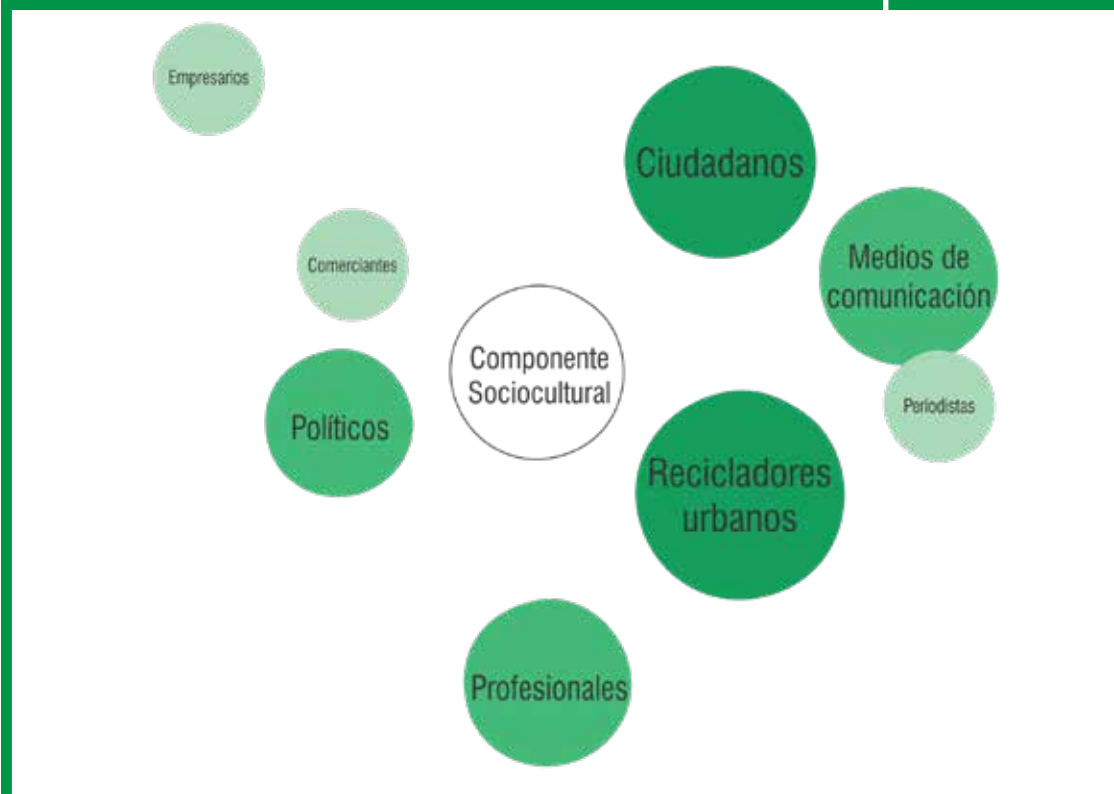 Empresarios
Ciudadanos
Medios de
comunicación
Comerciantes
Componente
Sociocultural
Periodistas
Políticos
Recicladores
urbanos
Profesionales